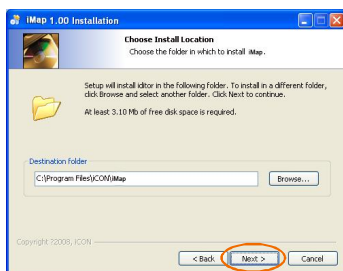 iMap 1.00 Installation
Choose Install Location
Choose the folder in which to install iMap.
Setup will install iditor in the following folder. To install in a different folder,
click Browse and select another folder. Click Next to continue.
At least 3.10 Mb of free disk space is required.
Destination folder
C:\Program Files\iCON\iMap
Browse...
Copyright ?2008, iCON
< Back
Next >
Cancel